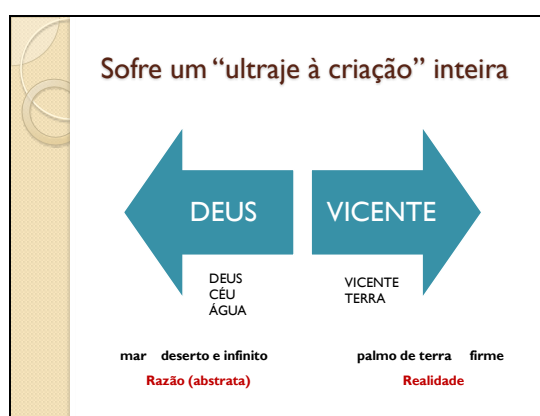 Sofre um “ultraje à criação” inteira
DEUS
VICENTE
DEUS
CÉU
ÁGUA
VICENTE
TERRA
mar deserto e infinito
palmo de terra firme
Razão (abstrata)
Realidade